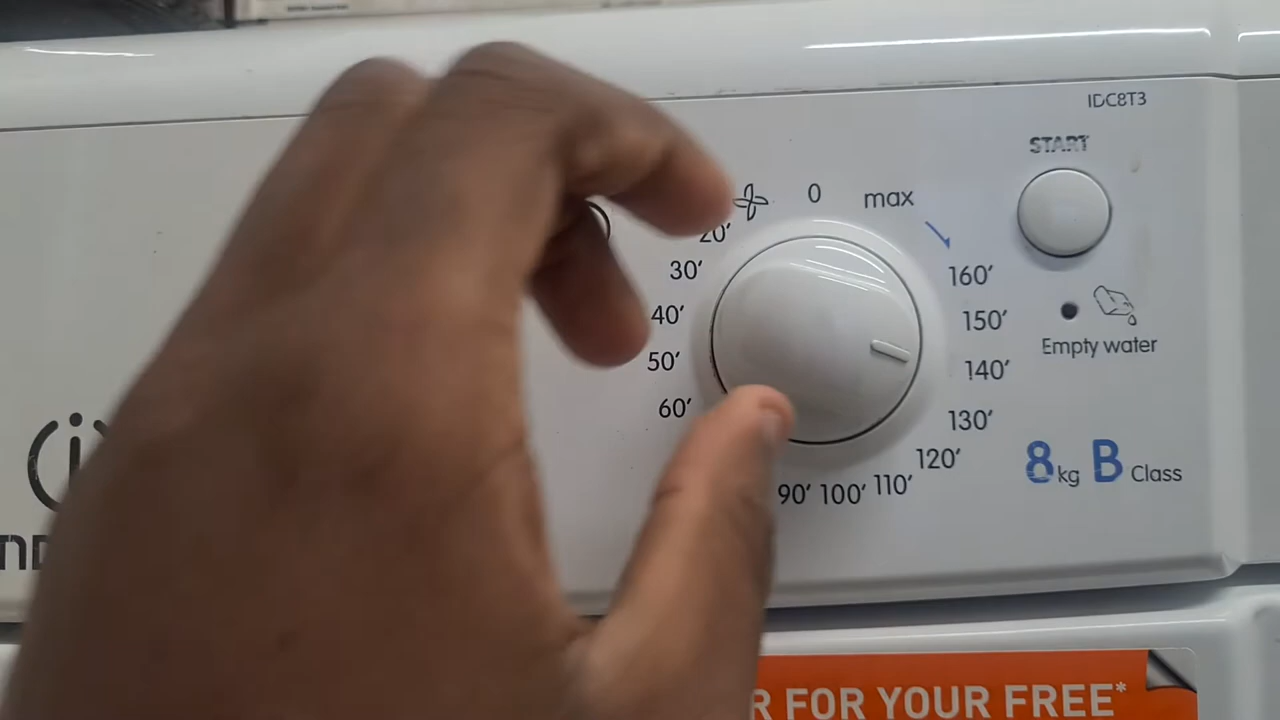 IDC8T3
START
0
max
20′
30′
40′
50′
60′
90′
100′
110′
120′
130′
140′
150′
160′
Empty water
8kg B Class
R FOR YOUR FREE*